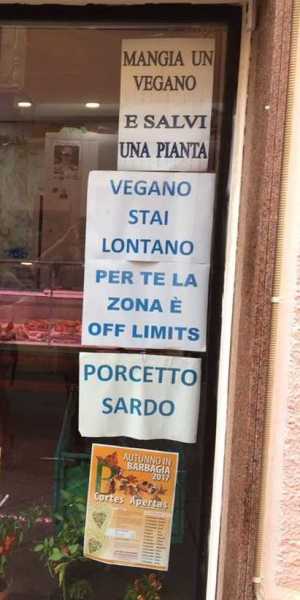 MANGIA UN
VEGANO
E SALVI
UNA PIANTA
VEGANO
STAI
LONTANO
PER TE LA
ZONA È
OFF LIMITS
PORCETTO
SARDO
AUTUNNO IN
BARBAGIA
2017
Cortes Apertas